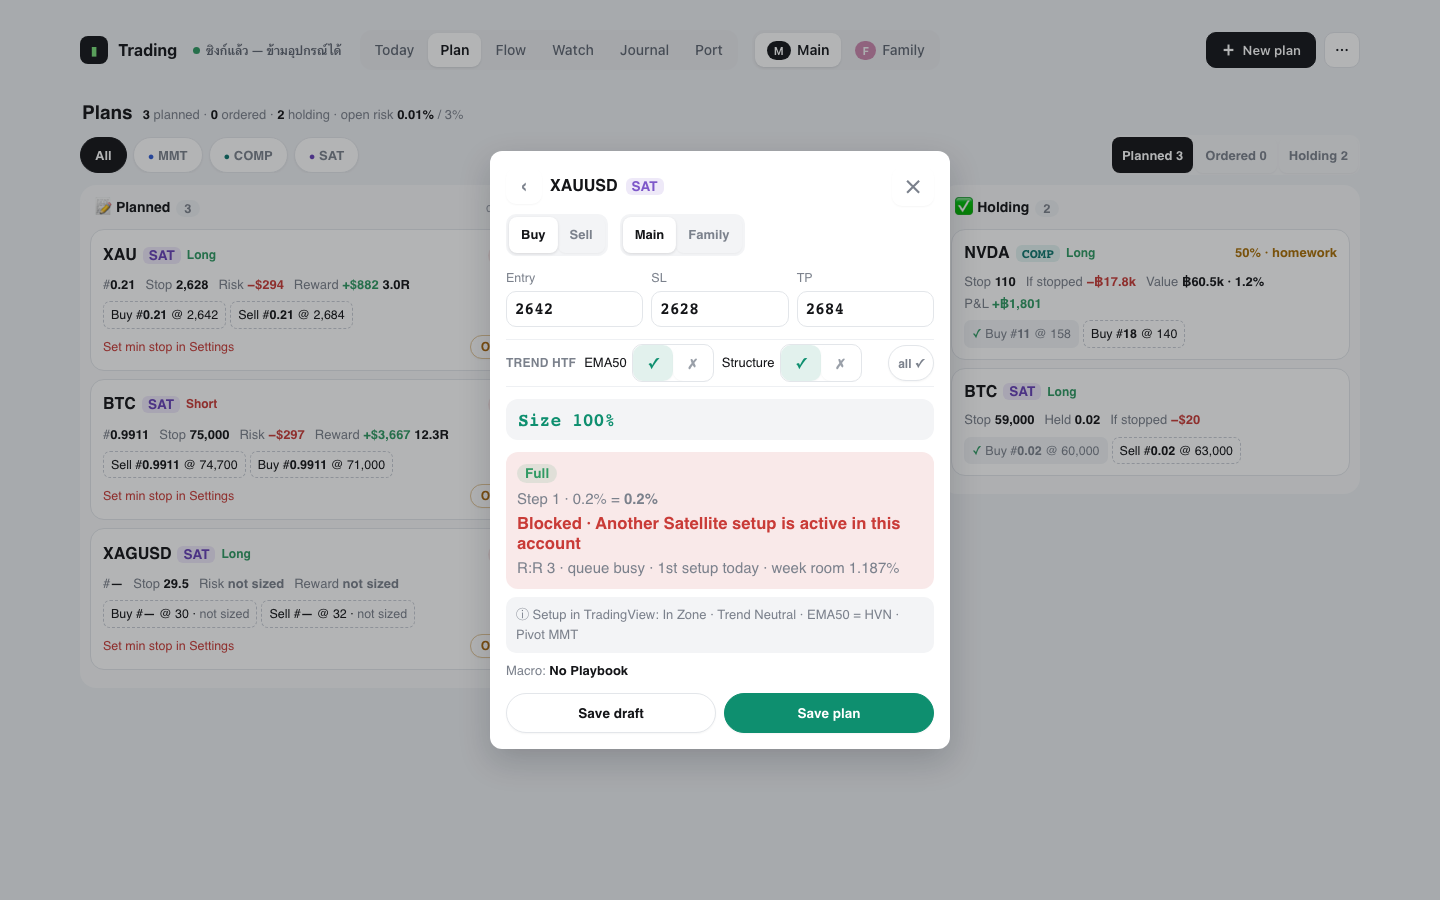 Trading
ซิงก์แล้ว — ข้ามอุปกรณ์ได้
Today Plan Flow Watch Journal Port
M Main F Family
+ New plan ...
Plans 3 planned · 0 ordered · 2 holding · open risk 0.01% / 3%
All • MMT • COMP • SAT
Planned 3 Ordered 0 Holding 2
📝 Planned 3
XAU SAT Long
#0.21 Stop 2,628 Risk –$294 Reward +$882 3.0R
Buy #0.21 @ 2,642 Sell #0.21 @ 2,684
Set min stop in Settings
BTC SAT Short
#0.9911 Stop 75,000 Risk –$297 Reward +$3,667 12.3R
Sell #0.9911 @ 74,700 Buy #0.9911 @ 71,000
Set min stop in Settings
XAGUSD SAT Long
#— Stop 29.5 Risk not sized Reward not sized
Buy #— @ 30 · not sized Sell #— @ 32 · not sized
Set min stop in Settings
‹ XAUUSD SAT ✕
Buy Sell Main Family
Entry SL TP
2642 2628 2684
TREND HTF EMA50 ✓ ✗ Structure ✓ ✗ all ✓
Size 100%
Full
Step 1 · 0.2% = 0.2%
Blocked · Another Satellite setup is active in this
account
R:R 3 · queue busy · 1st setup today · week room 1.187%
ⓘ Setup in TradingView: In Zone · Trend Neutral · EMA50 = HVN ·
Pivot MMT
Macro: No Playbook
Save draft Save plan
✅ Holding 2
NVDA COMP Long 50% · homework
Stop 110 If stopped –฿17.8k Value ฿60.5k · 1.2%
P&L +฿1,801
✓ Buy #11 @ 158 Buy #18 @ 140
BTC SAT Long
Stop 59,000 Held 0.02 If stopped –$20
✓ Buy #0.02 @ 60,000 Sell #0.02 @ 63,000